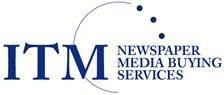 ITM NEWSPAPER
MEDIA BUYING
SERVICES